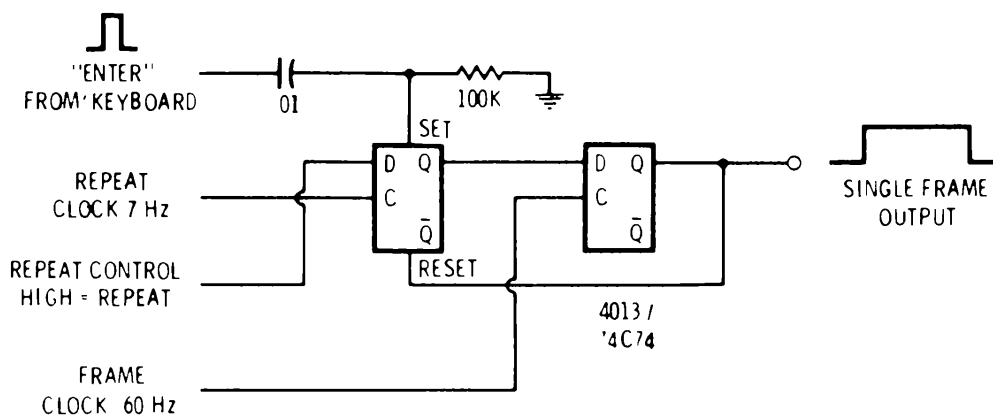 "ENTER"
FROM'KEYBOARD
01
100K
SET
D Q
C
Q̅
RESET
D Q
C
Q̅
REPEAT
CLOCK 7 Hz
REPEAT CONTROL
HIGH = REPEAT
FRAME
CLOCK 60 Hz
4013 /
'4C74
SINGLE FRAME
OUTPUT